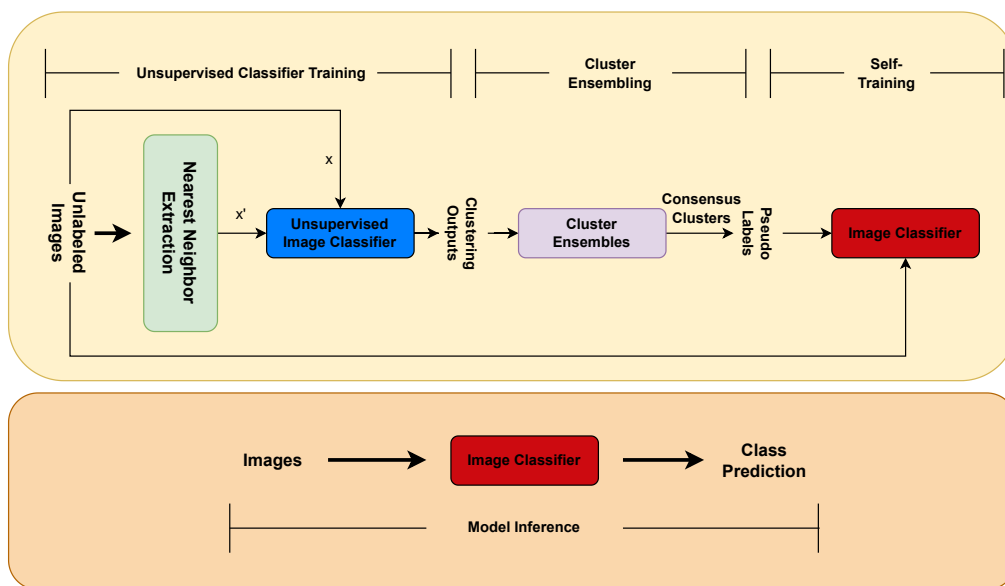 Unsupervised Classifier Training
Cluster
Ensembling
Self-
Training
Unlabeled
Images
Nearest Neighbor
Extraction
x
x'
Unsupervised
Image Classifier
Clustering
Outputs
Cluster
Ensembles
Consensus
Clusters
Pseudo
Labels
Image Classifier
Images
Image Classifier
Class
Prediction
Model Inference